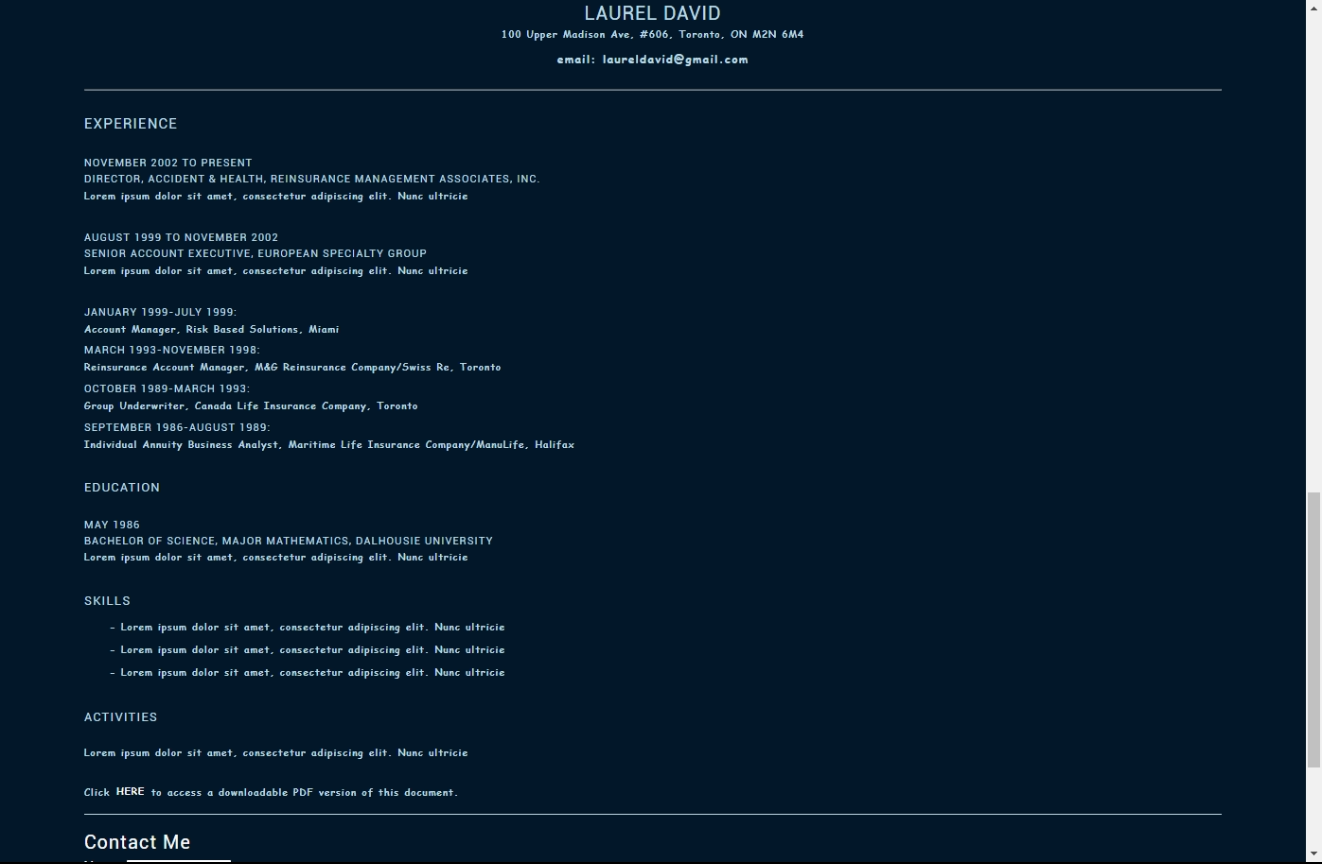 LAUREL DAVID
100 Upper Madison Ave, #606, Toronto, ON M2N 6M4
email: laureldavid@gmail.com
EXPERIENCE
NOVEMBER 2002 TO PRESENT
DIRECTOR, ACCIDENT & HEALTH, REINSURANCE MANAGEMENT ASSOCIATES, INC.
Lorem ipsum dolor sit amet, consectetur adipiscing elit. Nunc ultricie
AUGUST 1999 TO NOVEMBER 2002
SENIOR ACCOUNT EXECUTIVE, EUROPEAN SPECIALTY GROUP
Lorem ipsum dolor sit amet, consectetur adipiscing elit. Nunc ultricie
JANUARY 1999-JULY 1999:
Account Manager, Risk Based Solutions, Miami
MARCH 1993-NOVEMBER 1998:
Reinsurance Account Manager, M&G Reinsurance Company/Swiss Re, Toronto
OCTOBER 1989-MARCH 1993:
Group Underwriter, Canada Life Insurance Company, Toronto
SEPTEMBER 1986-AUGUST 1989:
Individual Annuity Business Analyst, Maritime Life Insurance Company/ManuLife, Halifax
EDUCATION
MAY 1986
BACHELOR OF SCIENCE, MAJOR MATHEMATICS, DALHOUSIE UNIVERSITY
Lorem ipsum dolor sit amet, consectetur adipiscing elit. Nunc ultricie
SKILLS
- Lorem ipsum dolor sit amet, consectetur adipiscing elit. Nunc ultricie
- Lorem ipsum dolor sit amet, consectetur adipiscing elit. Nunc ultricie
- Lorem ipsum dolor sit amet, consectetur adipiscing elit. Nunc ultricie
ACTIVITIES
Lorem ipsum dolor sit amet, consectetur adipiscing elit. Nunc ultricie
Click HERE to access a downloadable PDF version of this document.
Contact Me